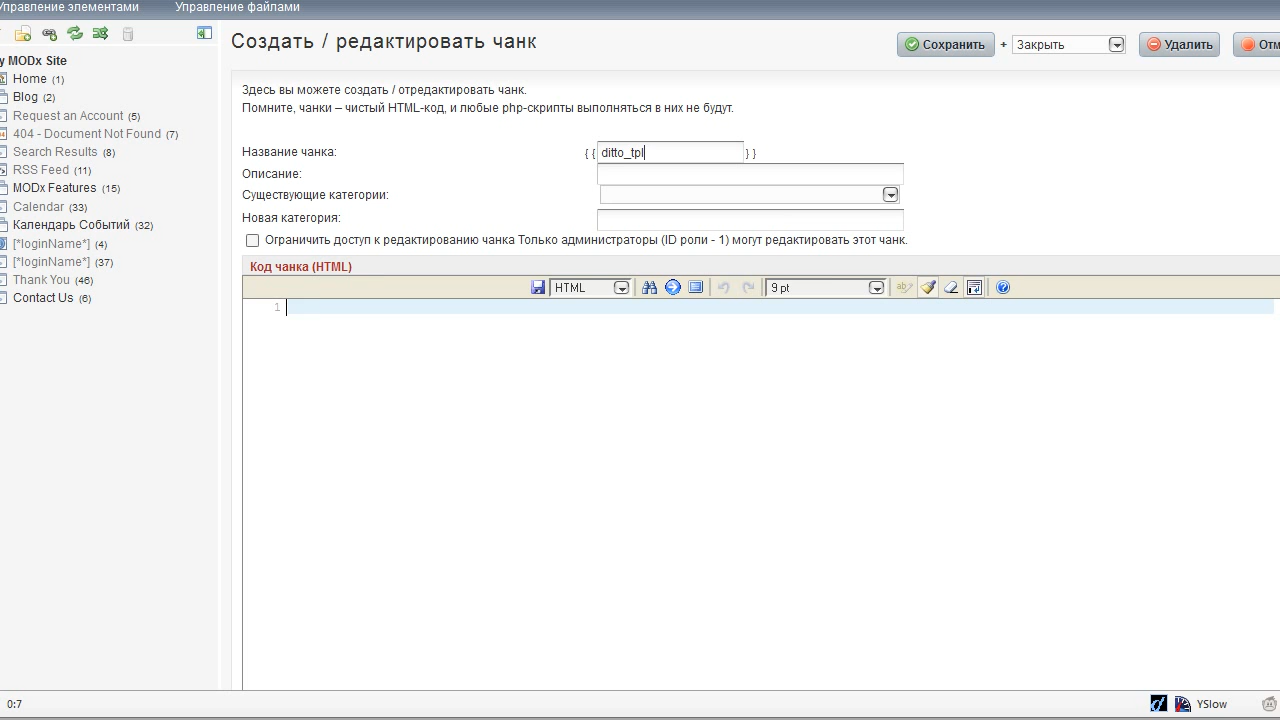 Управление элементами Управление файлами
Создать / редактировать чанк
Сохранить + Закрыть Удалить
y MODx Site
Home (1)
Blog (2)
Request an Account (5)
404 - Document Not Found (7)
Search Results (8)
RSS Feed (11)
MODx Features (15)
Calendar (33)
Календарь Событий (32)
[*loginName*] (4)
[*loginName*] (37)
Thank You (46)
Contact Us (6)
Здесь вы можете создать / отредактировать чанк.
Помните, чанки – чистый HTML-код, и любые php-скрипты выполняться в них не будут.
Название чанка: { { ditto_tpl } }
Описание:
Существующие категории:
Новая категория:
Ограничить доступ к редактированию чанка Только администраторы (ID роли - 1) могут редактировать этот чанк.
Код чанка (HTML)
HTML 9 pt
1
0:7 YSlow